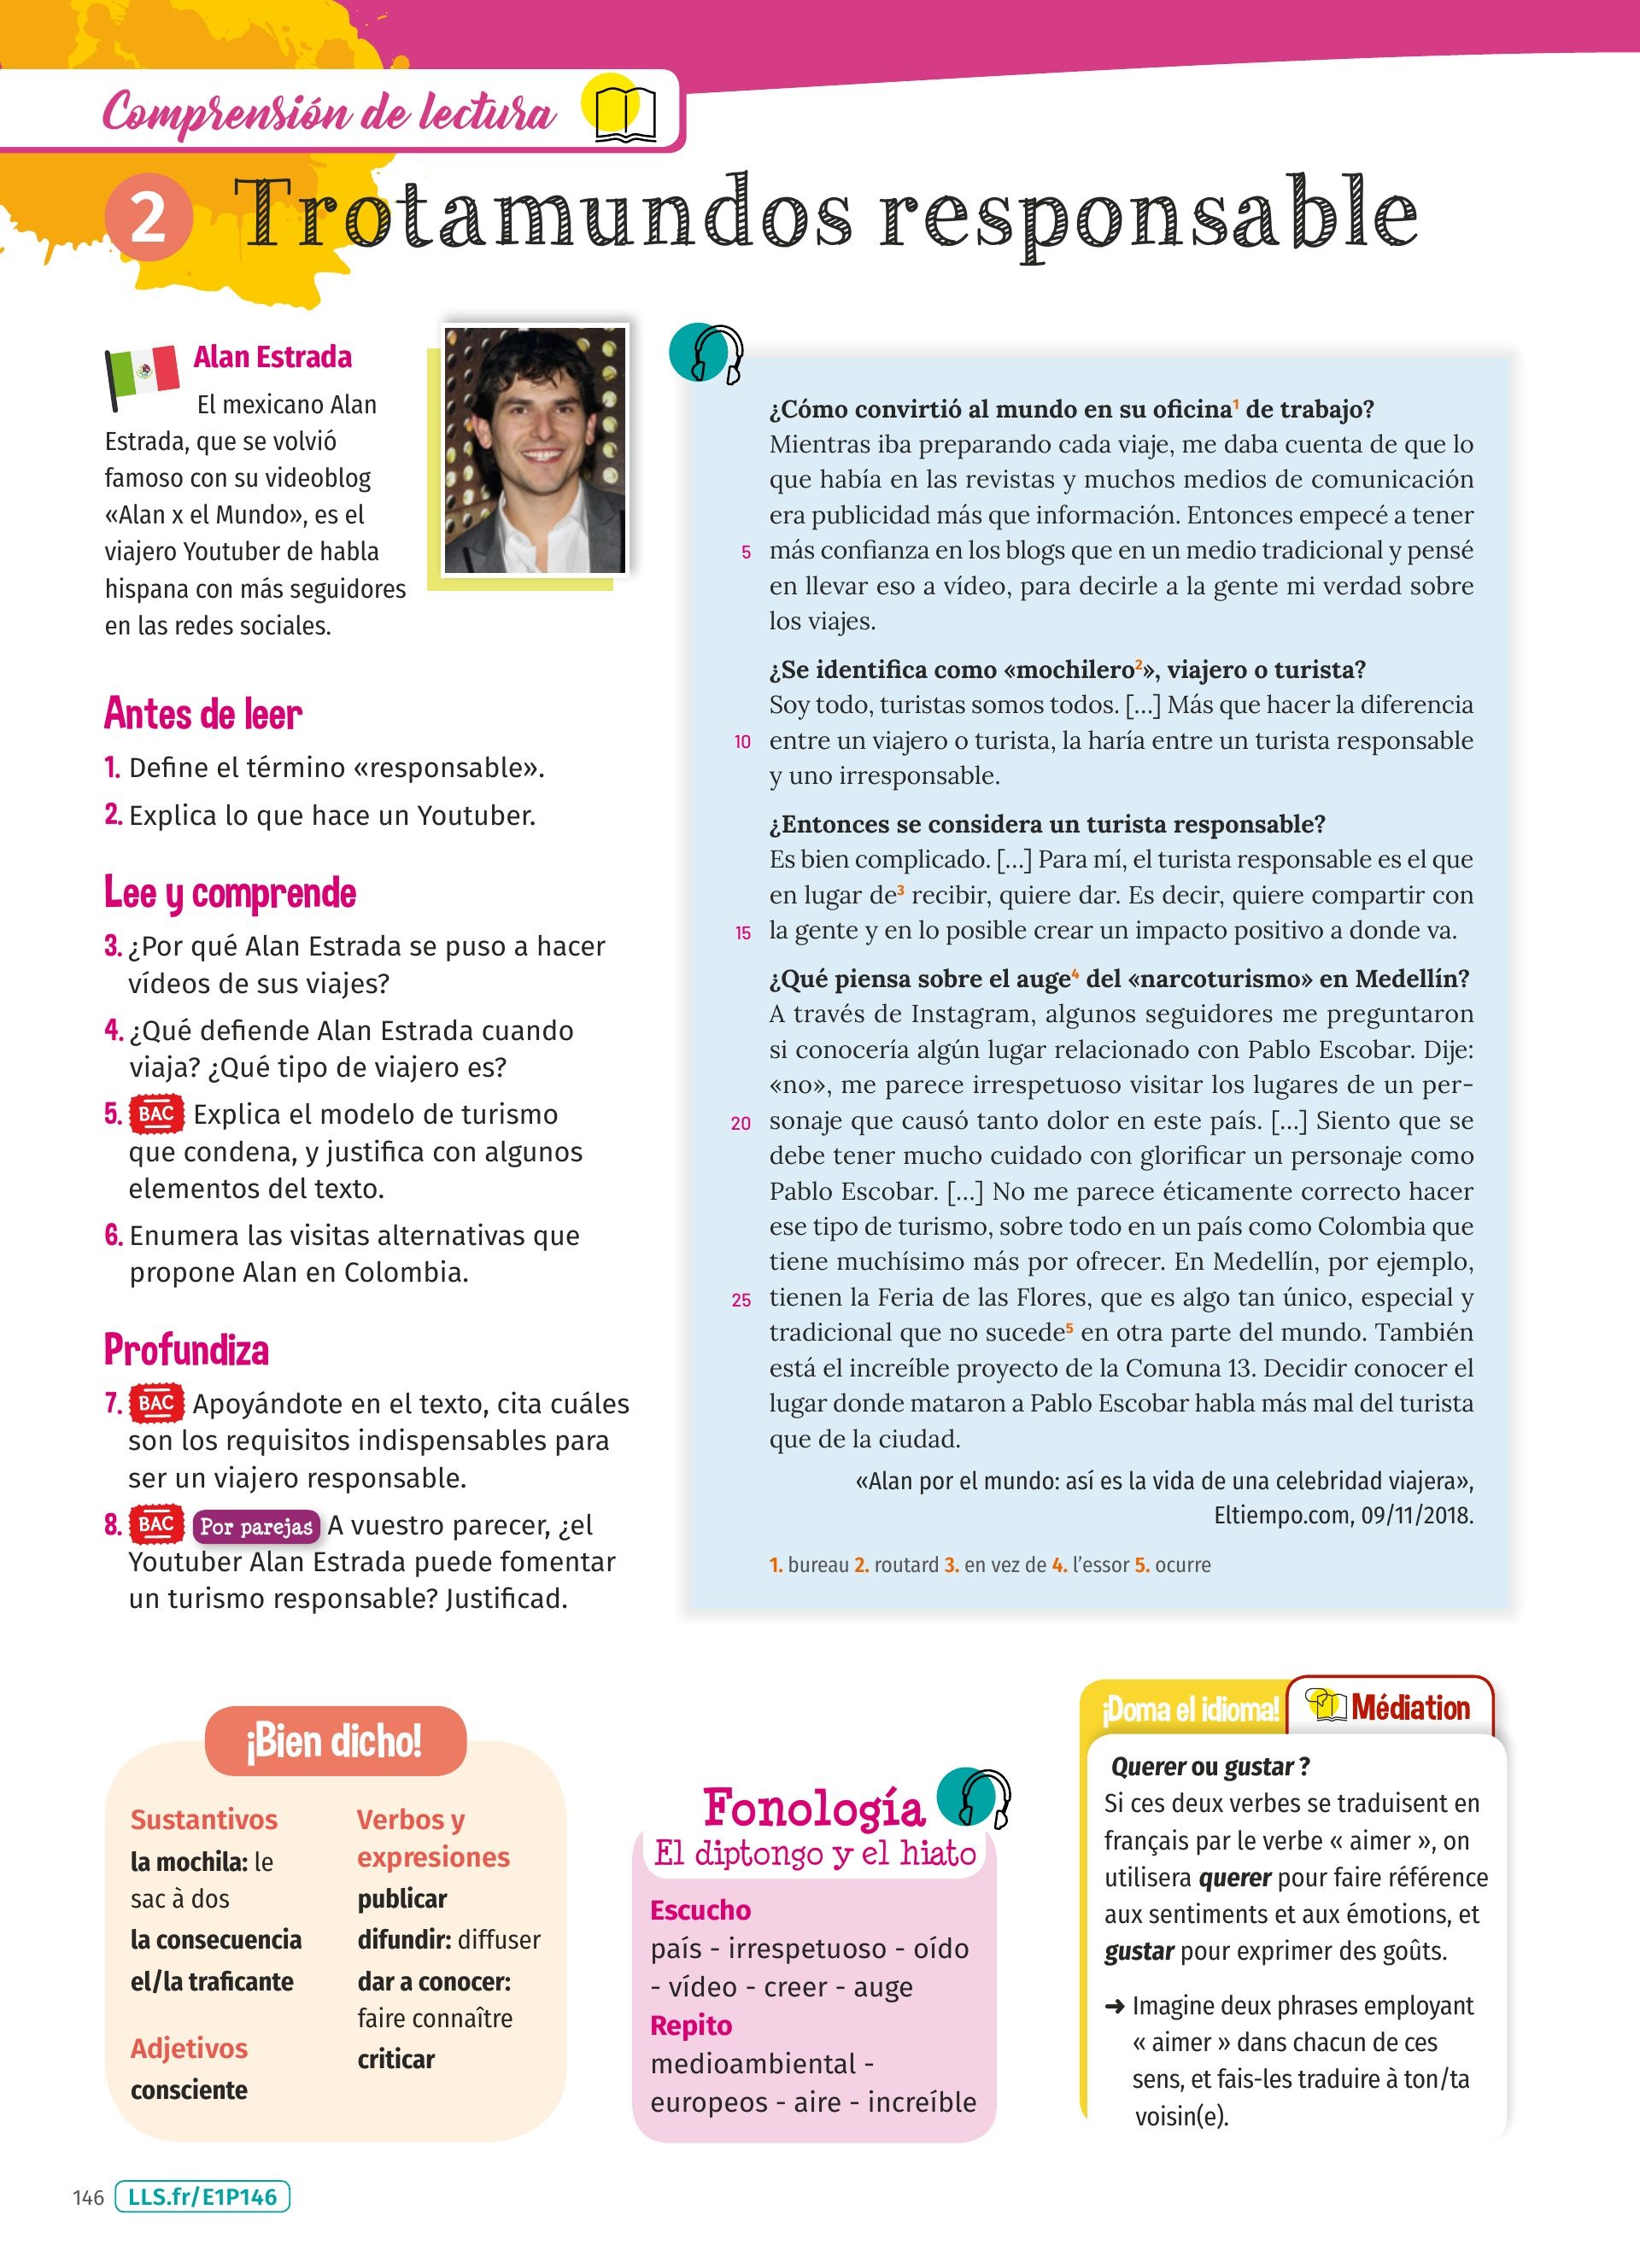 Comprensión de lectura
2 Trotamundos responsable
Alan Estrada
El mexicano Alan
Estrada, que se volvió
famoso con su videoblog
«Alan x el Mundo», es el
viajero Youtuber de habla
hispana con más seguidores
en las redes sociales.
Antes de leer
1. Define el término «responsable».
2. Explica lo que hace un Youtuber.
Lee y comprende
3. ¿Por qué Alan Estrada se puso a hacer
vídeos de sus viajes?
4. ¿Qué defiende Alan Estrada cuando
viaja? ¿Qué tipo de viajero es?
5. BAC Explica el modelo de turismo
que condena, y justifica con algunos
elementos del texto.
6. Enumera las visitas alternativas que
propone Alan en Colombia.
Profundiza
7. BAC Apoyándote en el texto, cita cuáles
son los requisitos indispensables para
ser un viajero responsable.
8. BAC Por parejas A vuestro parecer, ¿el
Youtuber Alan Estrada puede fomentar
un turismo responsable? Justificad.
¿Cómo convirtió al mundo en su oficina1 de trabajo?
Mientras iba preparando cada viaje, me daba cuenta de que lo
que había en las revistas y muchos medios de comunicación
era publicidad más que información. Entonces empecé a tener
5 más confianza en los blogs que en un medio tradicional y pensé
en llevar eso a vídeo, para decirle a la gente mi verdad sobre
los viajes.
¿Se identifica como «mochilero2», viajero o turista?
Soy todo, turistas somos todos. [...] Más que hacer la diferencia
10 entre un viajero o turista, la haría entre un turista responsable
y uno irresponsable.
¿Entonces se considera un turista responsable?
Es bien complicado. [...] Para mí, el turista responsable es el que
en lugar de3 recibir, quiere dar. Es decir, quiere compartir con
15 la gente y en lo posible crear un impacto positivo a donde va.
¿Qué piensa sobre el auge4 del «narcoturismo» en Medellín?
A través de Instagram, algunos seguidores me preguntaron
si conocería algún lugar relacionado con Pablo Escobar. Dije:
«no», me parece irrespetuoso visitar los lugares de un per-
20 sonaje que causó tanto dolor en este país. [...] Siento que se
debe tener mucho cuidado con glorificar un personaje como
Pablo Escobar. [...] No me parece éticamente correcto hacer
ese tipo de turismo, sobre todo en un país como Colombia que
tiene muchísimo más por ofrecer. En Medellín, por ejemplo,
25 tienen la Feria de las Flores, que es algo tan único, especial y
tradicional que no sucede5 en otra parte del mundo. También
está el increíble proyecto de la Comuna 13. Decidir conocer el
lugar donde mataron a Pablo Escobar habla más mal del turista
que de la ciudad.
«Alan por el mundo: así es la vida de una celebridad viajera»,
Eltiempo.com, 09/11/2018.
1. bureau 2. routard 3. en vez de 4. l'essor 5. ocurre
¡Bien dicho!
Sustantivos
la mochila: le
sac à dos
la consecuencia
el/la traficante
Adjetivos
consciente
Verbos y
expresiones
publicar
difundir: diffuser
dar a conocer:
faire connaître
criticar
Fonología
El diptongo y el hiato
Escucho
país - irrespetuoso - oído
- vídeo - creer - auge
Repito
medioambiental -
europeos - aire - increíble
¡Doma el idioma! Médiation
Querer ou gustar ?
Si ces deux verbes se traduisent en
français par le verbe « aimer », on
utilisera querer pour faire référence
aux sentiments et aux émotions, et
gustar pour exprimer des goûts.
➜ Imagine deux phrases employant
« aimer » dans chacun de ces
sens, et fais-les traduire à ton/ta
voisin(e).
146 LLS.fr/E1P146